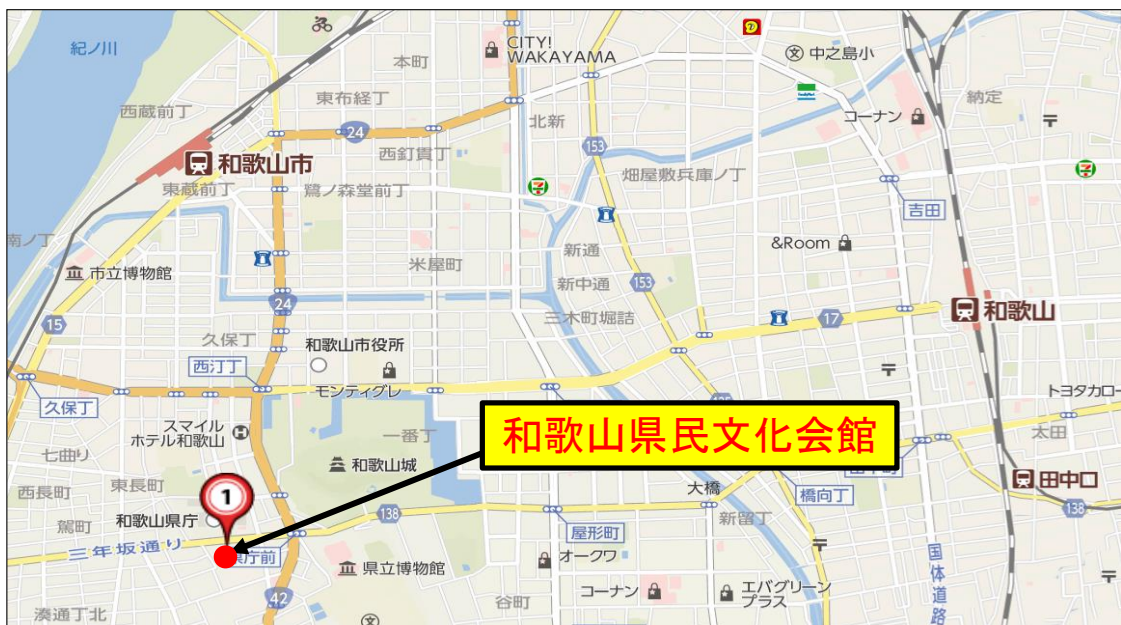 紀ノ川
本町
CITY!
WAKAYAMA
中之島小
西蔵前丁
東布経丁
北新
コーナン
納定
24
西釘貫丁
153
和歌山市
東蔵前丁
鷺ノ森堂前丁
畑屋敷兵庫ノ丁
吉田
南ノ丁
新通
&Room
市立博物館
米屋町
新中通
153
24
三木町堀詰
17
和歌山
15
久保丁
和歌山市役所
西汀丁
モンティグレ
久保丁
トヨタカロー
スマイル
ホテル和歌山
一番丁
和歌山県民文化会館
太田
七曲り
和歌山城
田中口
西長町
東長町
1
大橋
橋向丁
138
駕町
和歌山県庁
138
新留丁
三年坂通り
県庁前
屋形町
国体道路
県立博物館
オークワ
42
谷町
コーナン
エバグリーン
プラス
湊通丁北